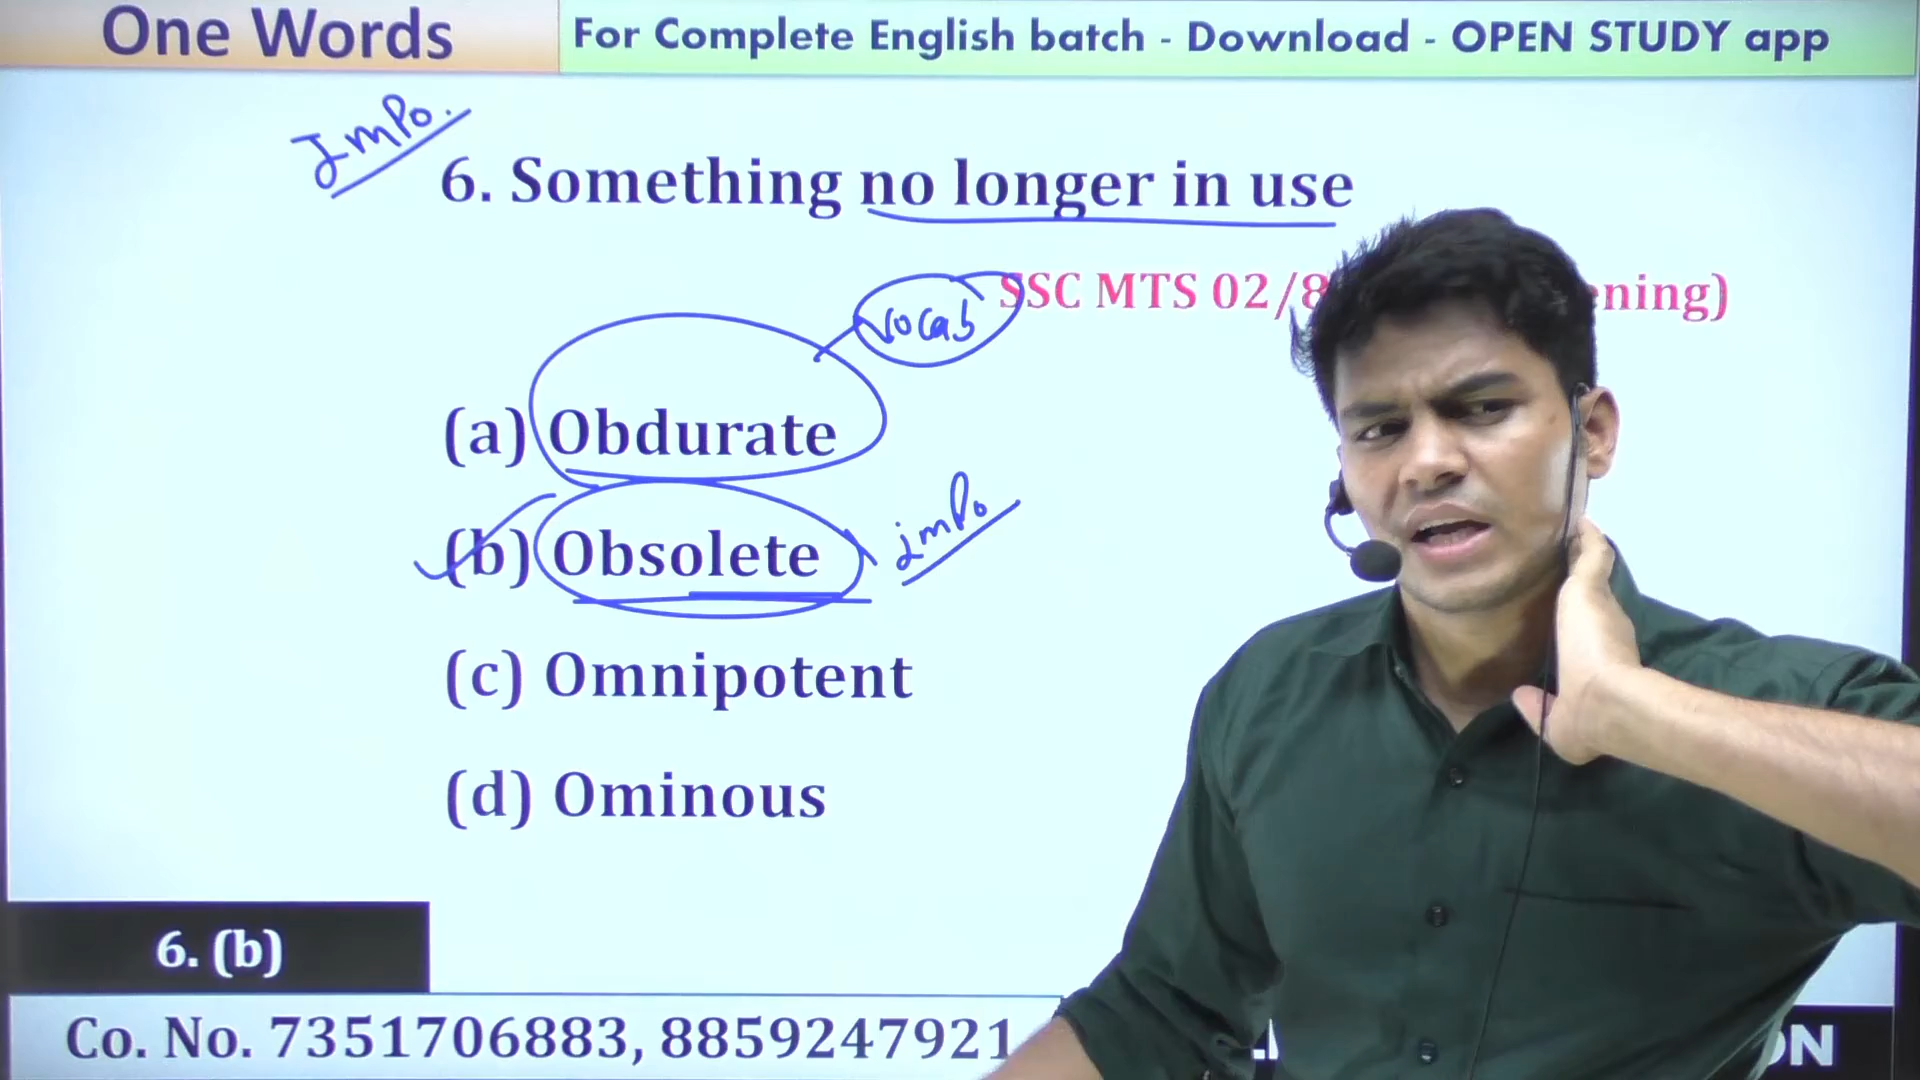 One Words
For Complete English batch - Download - OPEN STUDY app
Impo.
6. Something no longer in use
SSC MTS 02/8 ening)
vocab
(a) Obdurate
(b) Obsolete
impo
(c) Omnipotent
(d) Ominous
6. (b)
Co. No. 7351706883, 8859247921
ON